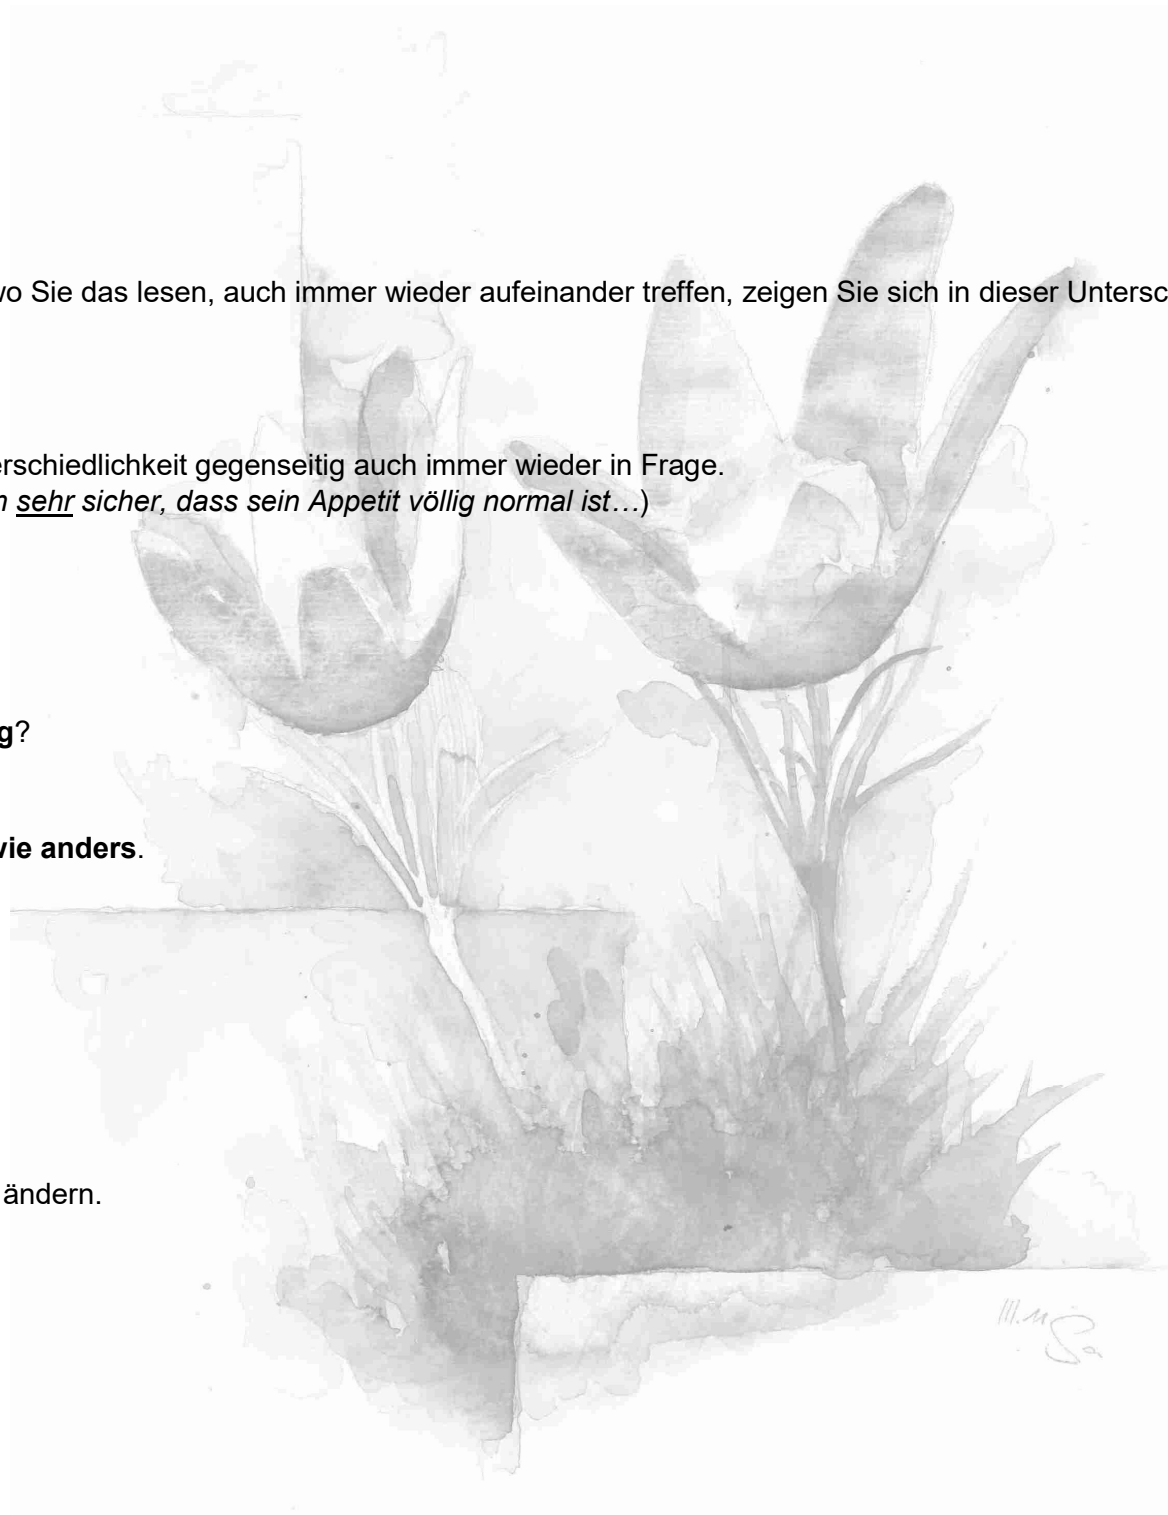 wo Sie das lesen, auch immer wieder aufeinander treffen, zeigen Sie sich in dieser Untersc
erschiedlichkeit gegenseitig auch immer wieder in Frage.
n sehr sicher, dass sein Appetit völlig normal ist…)
g?
wie anders.
ändern.